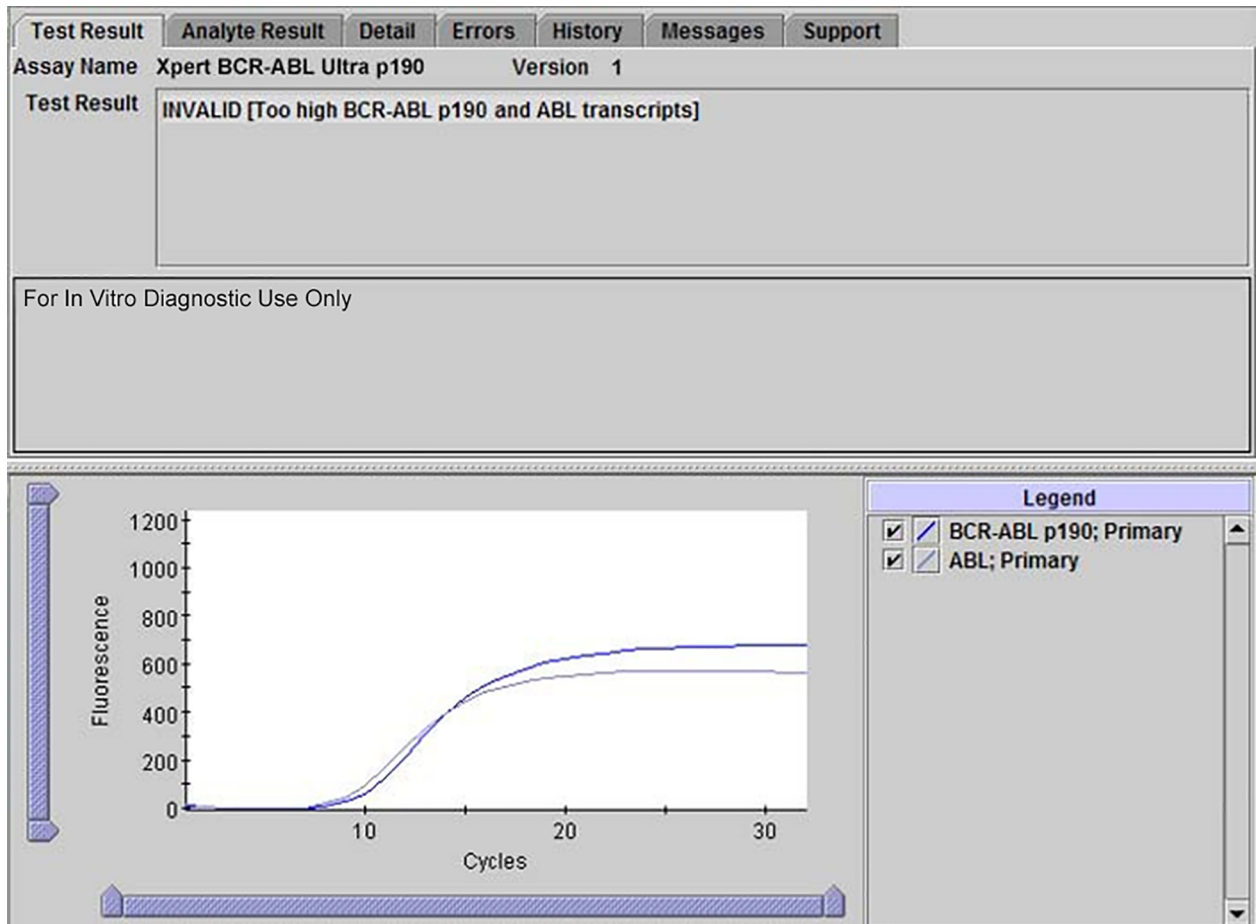 Test Result Analyte Result Detail Errors History Messages Support
Assay Name Xpert BCR-ABL Ultra p190 Version 1
Test Result INVALID [Too high BCR-ABL p190 and ABL transcripts]
For In Vitro Diagnostic Use Only
Legend
BCR-ABL p190; Primary
ABL; Primary
1200
1000
800
600
400
200
0
Fluorescence
10 20 30
Cycles